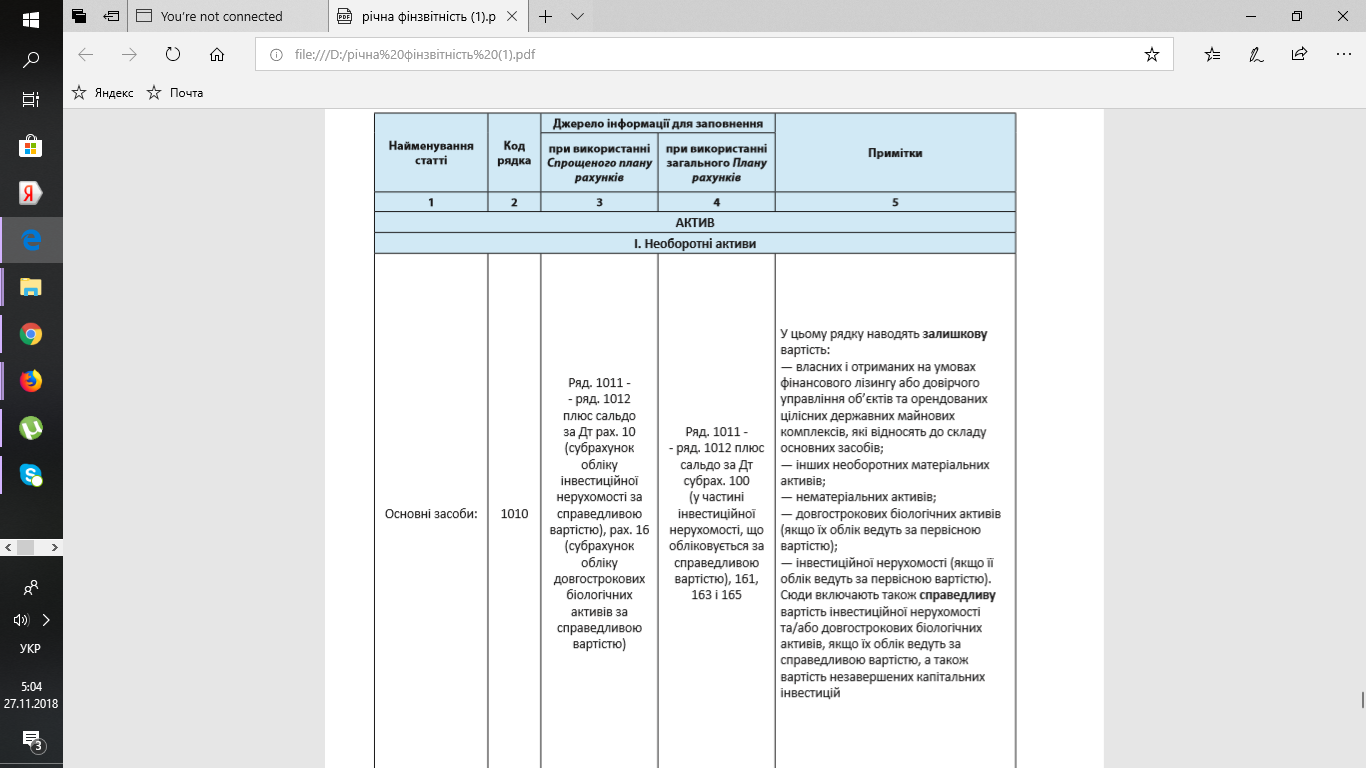 You're not connected
річна фінзвітність (1).p
file:///D:/річна%20фінзвітність%20(1).pdf
Яндекс
Почта
Найменування
статті
Код
рядка
Джерело інформації для заповнення
при використанні
Спрощеного плану
рахунків
при використанні
загального Плану
рахунків
Примітки
1
2
3
4
5
АКТИВ
І. Необоротні активи
Основні засоби:
1010
Ряд. 1011 -
- ряд. 1012
плюс сальдо
за Дт рах. 10
(субрахунок
обліку
інвестиційної
нерухомості за
справедливою
вартістю), рах. 16
(субрахунок
обліку
довгострокових
біологічних
активів за
справедливою
вартістю)
Ряд. 1011 -
- ряд. 1012 плюс
сальдо за Дт
субрах. 100
(у частині
інвестиційної
нерухомості, що
обліковується за
справедливою
вартістю), 161,
163 і 165
У цьому рядку наводять залишкову
вартість:
— власних і отриманих на умовах
фінансового лізингу або довірчого
управління об'єктів та орендованих
цілісних державних майнових
комплексів, які відносять до складу
основних засобів;
— інших необоротних матеріальних
активів;
— нематеріальних активів;
— довгострокових біологічних активів
(якщо їх облік ведуть за первісною
вартістю);
— інвестиційної нерухомості (якщо її
облік ведуть за первісною вартістю).
Сюди включають також справедливу
вартість інвестиційної нерухомості
та/або довгострокових біологічних
активів, якщо їх облік ведуть за
справедливою вартістю, а також
вартість незавершених капітальних
інвестицій
Я
УКР
5:04
27.11.2018
3